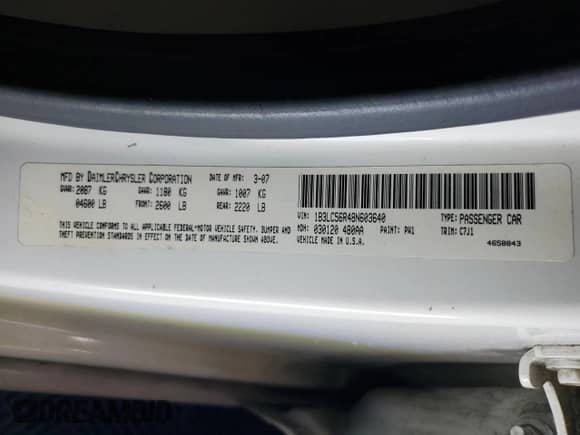 MFD BY DAIMLERCHRYSLER CORPORATION DATE OF MFR: 3-07
GVWR: 2087 KG GAWR: 1180 KG GAWR: 1007 KG
04600 LB FRONT: 2600 LB REAR: 2220 LB
THIS VEHICLE CONFORMS TO ALL APPLICABLE FEDERAL-MOTOR VEHICLE SAFETY, BUMPER AND
THEFT PREVENTION STANDARDS IN EFFECT ON THE DATE OF MANUFACTURE SHOWN ABOVE.
VIN: 1B3LC56R48N603640 TYPE: PASSENGER CAR
MDH: 030120 480AA PAINT: PW1 TRIM: C7J1
MADE IN U.S.A. 4658843
DREAMBID